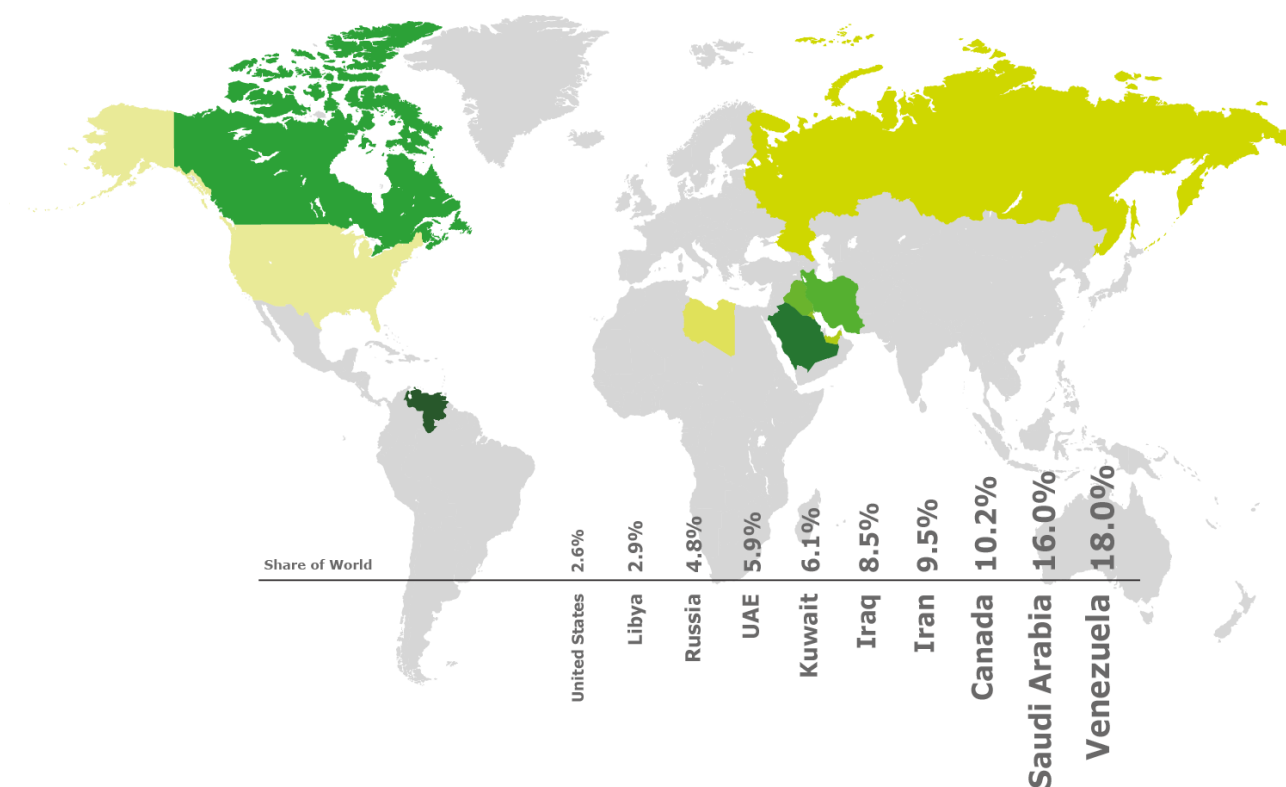 Share of World
2.6%
2.9%
4.8%
5.9%
6.1%
8.5%
9.5%
10.2%
16.0%
18.0%
United States
Libya
Russia
UAE
Kuwait
Iraq
Iran
Canada
Saudi Arabia
Venezuela